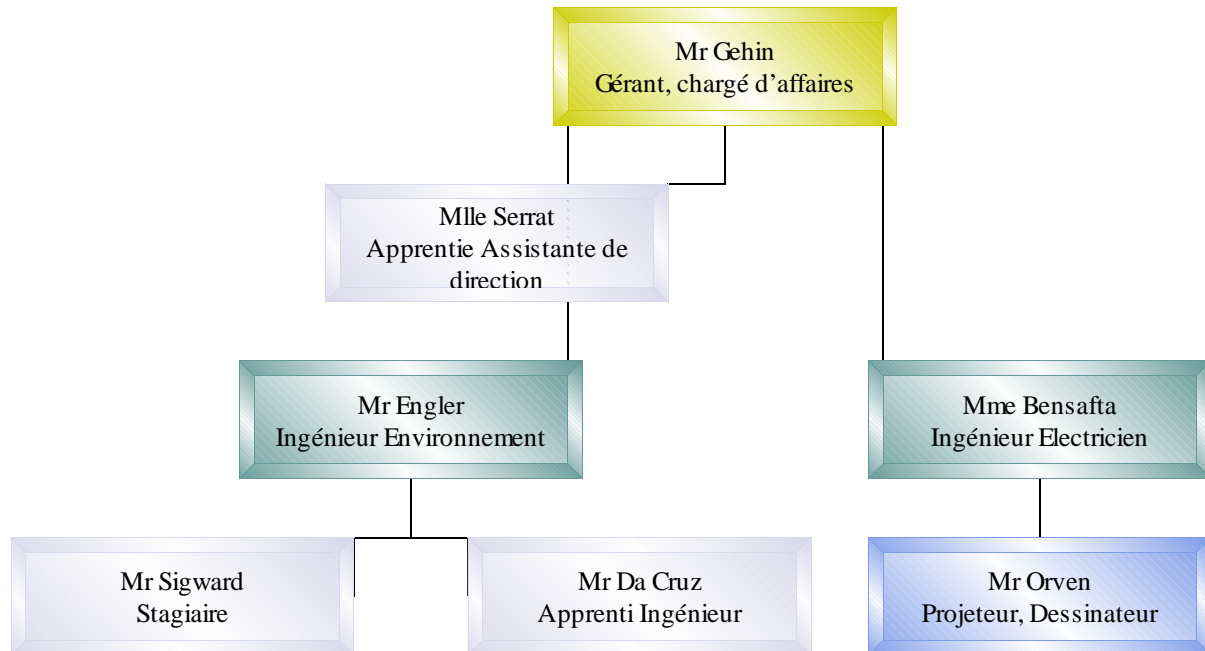 Mr Gehin
Gérant, chargé d’affaires
Mlle Serrat
Apprentie Assistante de
direction
Mr Engler
Ingénieur Environnement
Mme Bensafta
Ingénieur Electricien
Mr Sigward
Stagiaire
Mr Da Cruz
Apprenti Ingénieur
Mr Orven
Projeteur, Dessinateur